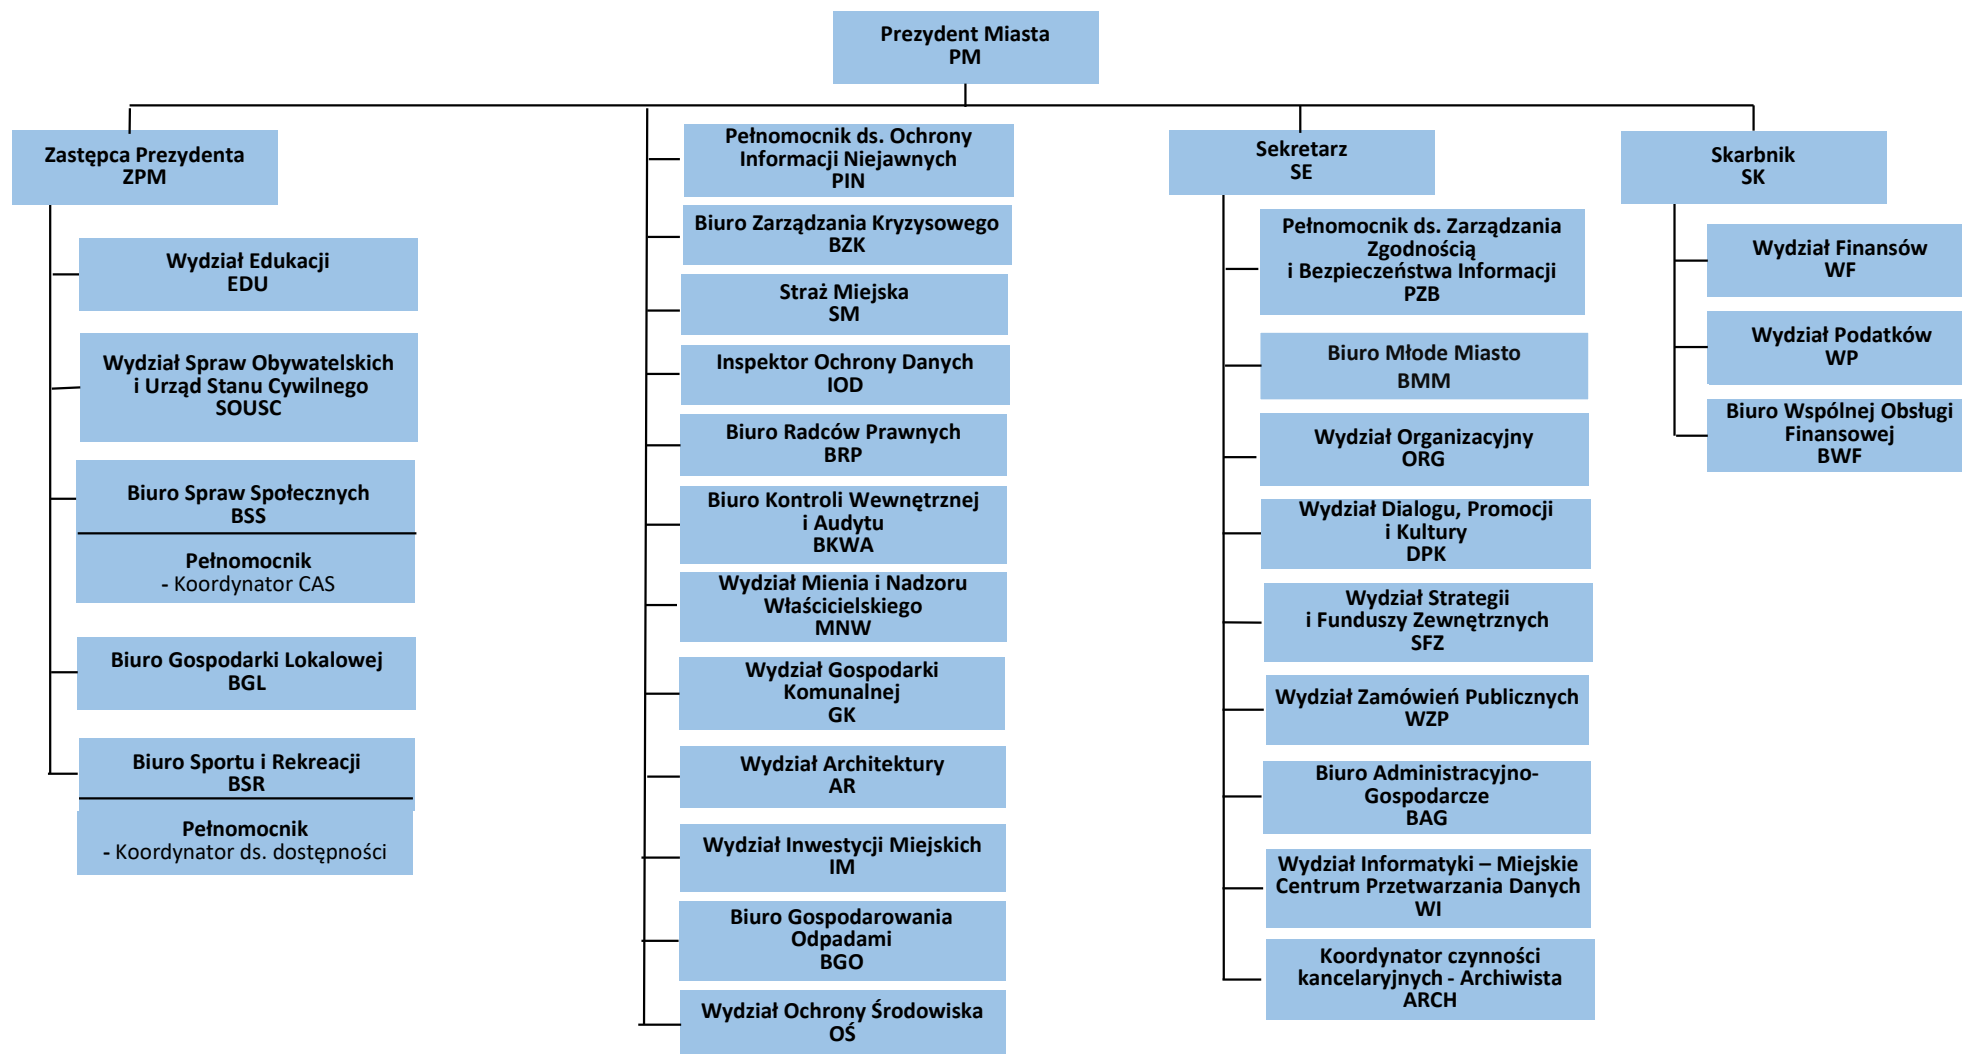 Prezydent Miasta
PM
Zastępca Prezydenta
ZPM
Wydział Edukacji
EDU
Wydział Spraw Obywatelskich
i Urząd Stanu Cywilnego
SOUSC
Biuro Spraw Społecznych
BSS
Pełnomocnik
- Koordynator CAS
Biuro Gospodarki Lokalowej
BGL
Biuro Sportu i Rekreacji
BSR
Pełnomocnik
- Koordynator ds. dostępności
Pełnomocnik ds. Ochrony
Informacji Niejawnych
PIN
Biuro Zarządzania Kryzysowego
BZK
Straż Miejska
SM
Inspektor Ochrony Danych
IOD
Biuro Radców Prawnych
BRP
Biuro Kontroli Wewnętrznej
i Audytu
BKWA
Wydział Mienia i Nadzoru
Właścicielskiego
MNW
Wydział Gospodarki
Komunalnej
GK
Wydział Architektury
AR
Wydział Inwestycji Miejskich
IM
Biuro Gospodarowania
Odpadami
BGO
Wydział Ochrony Środowiska
OŚ
Sekretarz
SE
Pełnomocnik ds. Zarządzania
Zgodnością
i Bezpieczeństwa Informacji
PZB
Biuro Młode Miasto
BMM
Wydział Organizacyjny
ORG
Wydział Dialogu, Promocji
i Kultury
DPK
Wydział Strategii
i Funduszy Zewnętrznych
SFZ
Wydział Zamówień Publicznych
WZP
Biuro Administracyjno-
Gospodarcze
BAG
Wydział Informatyki – Miejskie
Centrum Przetwarzania Danych
WI
Koordynator czynności
kancelaryjnych - Archiwista
ARCH
Skarbnik
SK
Wydział Finansów
WF
Wydział Podatków
WP
Biuro Wspólnej Obsługi
Finansowej
BWF